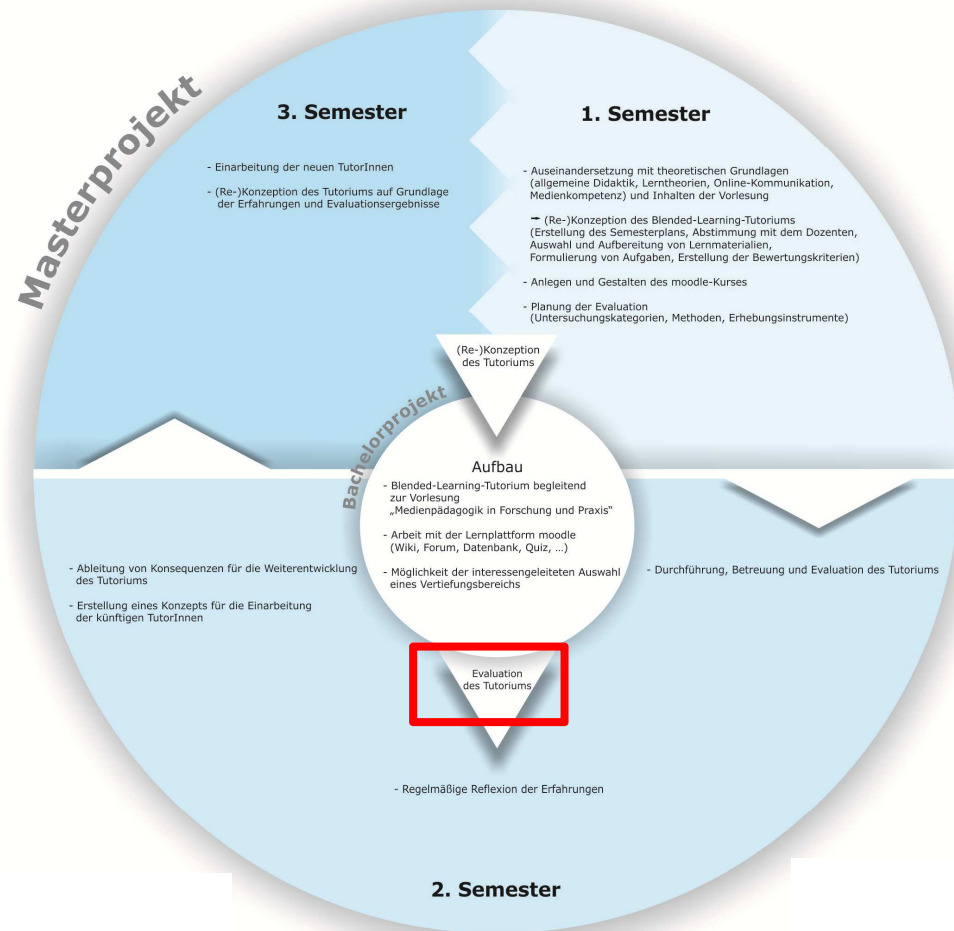 Masterprojekt
3. Semester
- Einarbeitung der neuen TutorInnen
- (Re-)Konzeption des Tutoriums auf Grundlage
der Erfahrungen und Evaluationsergebnisse
1. Semester
- Auseinandersetzung mit theoretischen Grundlagen
(allgemeine Didaktik, Lerntheorien, Online-Kommunikation,
Medienkompetenz) und Inhalten der Vorlesung
➞ (Re-)Konzeption des Blended-Learning-Tutoriums
(Erstellung des Semesterplans, Abstimmung mit dem Dozenten,
Auswahl und Aufbereitung von Lernmaterialien,
Formulierung von Aufgaben, Erstellung der Bewertungskriterien)
- Anlegen und Gestalten des moodle-Kurses
- Planung der Evaluation
(Untersuchungskategorien, Methoden, Erhebungsinstrumente)
(Re-)Konzeption
des Tutoriums
Bachelorprojekt
Aufbau
- Blended-Learning-Tutorium begleitend
zur Vorlesung
„Medienpädagogik in Forschung und Praxis“
- Arbeit mit der Lernplattform moodle
(Wiki, Forum, Datenbank, Quiz, ...)
- Möglichkeit der interessengeleiteten Auswahl
eines Vertiefungsbereichs
- Ableitung von Konsequenzen für die Weiterentwicklung
des Tutoriums
- Erstellung eines Konzepts für die Einarbeitung
der künftigen TutorInnen
- Durchführung, Betreuung und Evaluation des Tutoriums
Evaluation
des Tutoriums
- Regelmäßige Reflexion der Erfahrungen
2. Semester